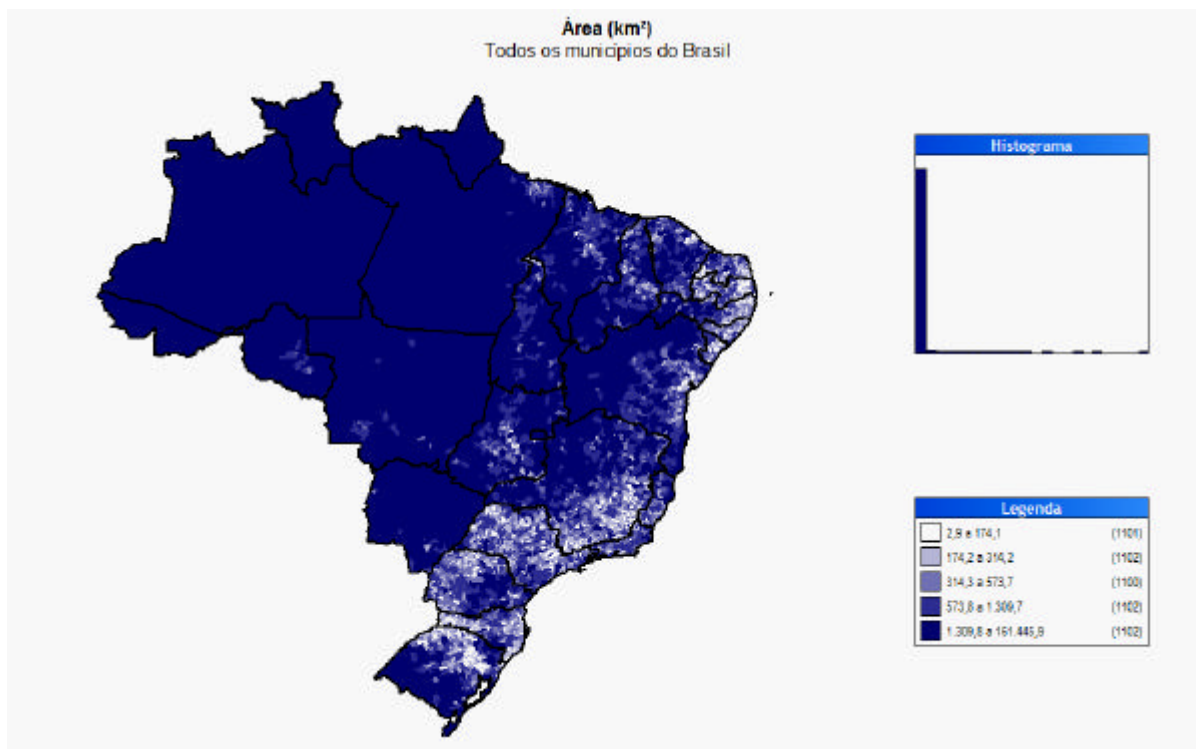 Área (km²)
Todos os municípios do Brasil
Histograma
Legenda
2,9 a 174,1 (1101)
174,2 a 314,2 (1102)
314,3 a 573,7 (1100)
573,8 a 1.309,7 (1102)
1.309,8 a 161.445,9 (1102)